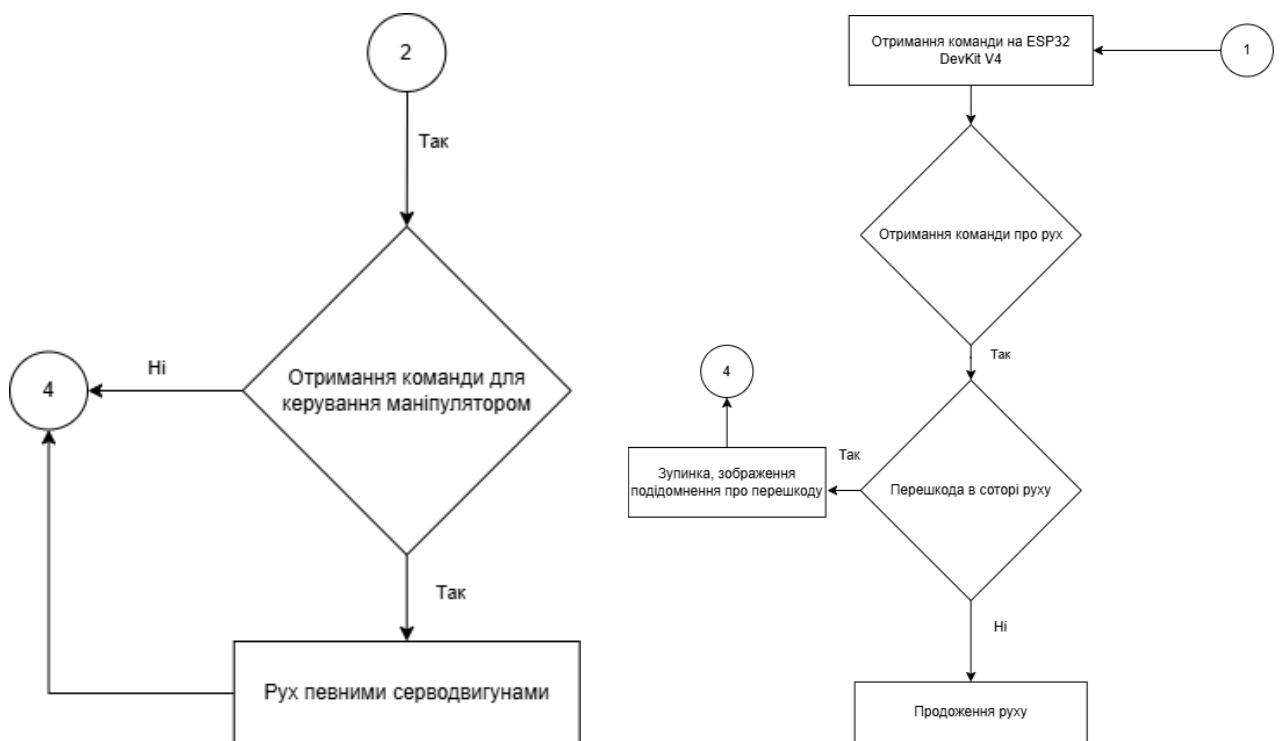 2
Так
Отримання команди для
керування маніпулятором
Ні
4
Так
Рух певними серводвигунами
Отримання команди на ESP32
DevKit V4
1
Отримання команди про рух
Так
4
Зупинка, зображення
подідомнення про перешкоду
Так
Перешкода в соторі руху
Ні
Продоження руху